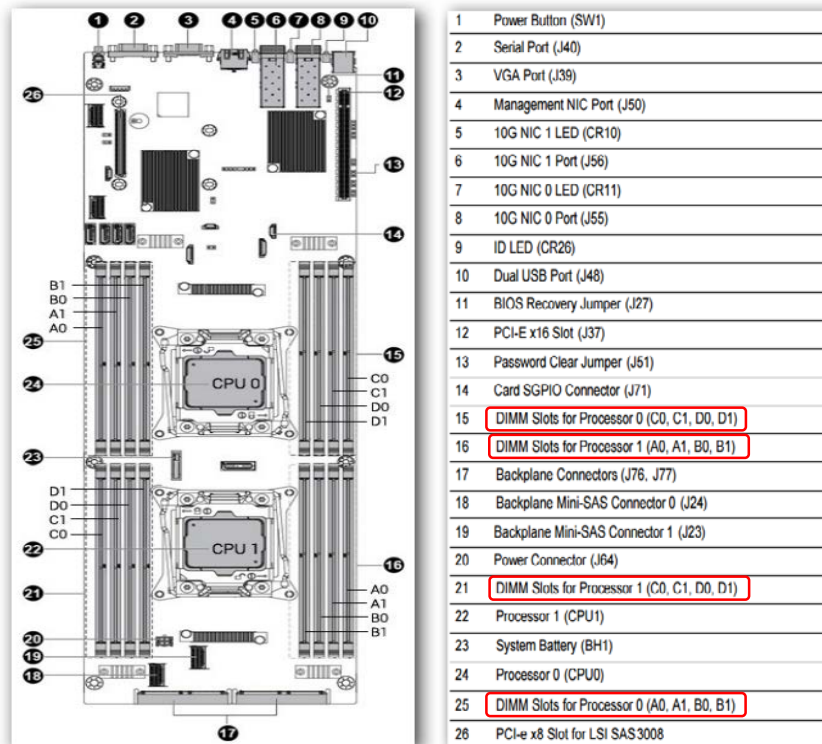 1 2 3 4 5 6 7 8 9 10
11
26
12
13
14
B1
B0
A1
A0
25
15
24
CPU 0
C0
C1
D0
D1
23
D1
D0
C1
C0
22
CPU 1
16
21
A0
A1
B0
B1
20
19
18
17
1 Power Button (SW1)
2 Serial Port (J40)
3 VGA Port (J39)
4 Management NIC Port (J50)
5 10G NIC 1 LED (CR10)
6 10G NIC 1 Port (J56)
7 10G NIC 0 LED (CR11)
8 10G NIC 0 Port (J55)
9 ID LED (CR26)
10 Dual USB Port (J48)
11 BIOS Recovery Jumper (J27)
12 PCI-E x16 Slot (J37)
13 Password Clear Jumper (J51)
14 Card SGPIO Connector (J71)
15 DIMM Slots for Processor 0 (C0, C1, D0, D1)
16 DIMM Slots for Processor 1 (A0, A1, B0, B1)
17 Backplane Connectors (J76, J77)
18 Backplane Mini-SAS Connector 0 (J24)
19 Backplane Mini-SAS Connector 1 (J23)
20 Power Connector (J64)
21 DIMM Slots for Processor 1 (C0, C1, D0, D1)
22 Processor 1 (CPU1)
23 System Battery (BH1)
24 Processor 0 (CPU0)
25 DIMM Slots for Processor 0 (A0, A1, B0, B1)
26 PCI-e x8 Slot for LSI SAS3008